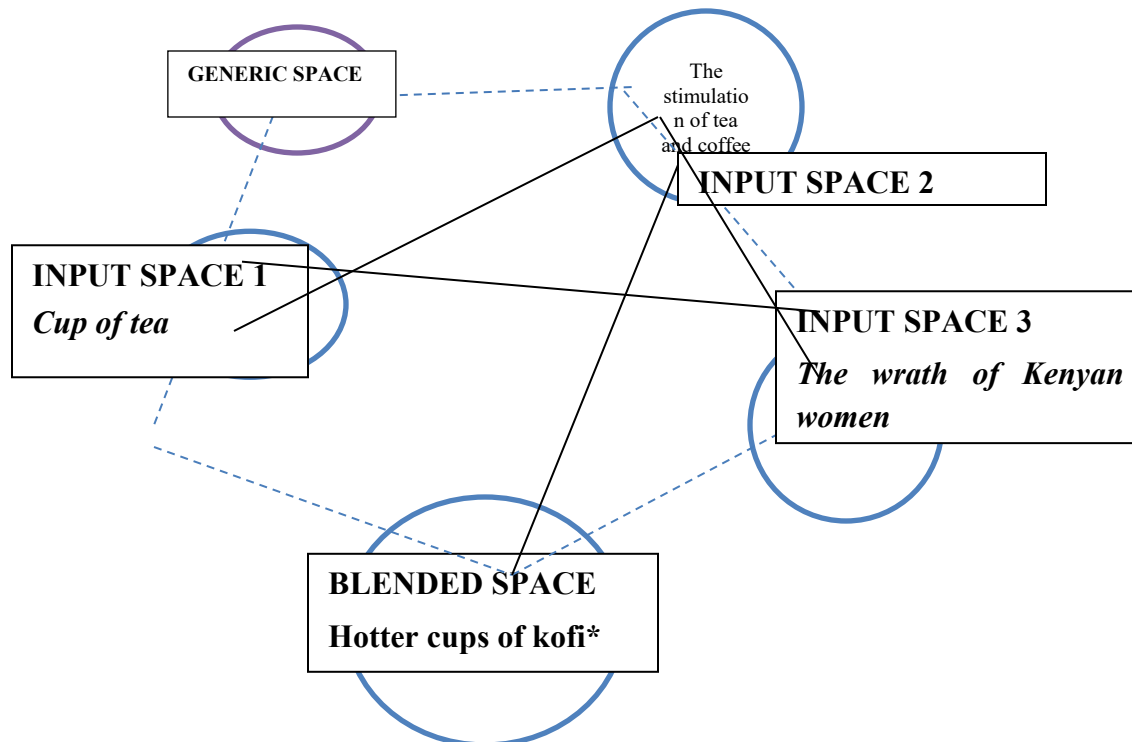 GENERIC SPACE
The
stimulatio
n of tea
and coffee
INPUT SPACE 2
INPUT SPACE 1
Cup of tea
INPUT SPACE 3
The wrath of Kenyan
women
BLENDED SPACE
Hotter cups of kofi*